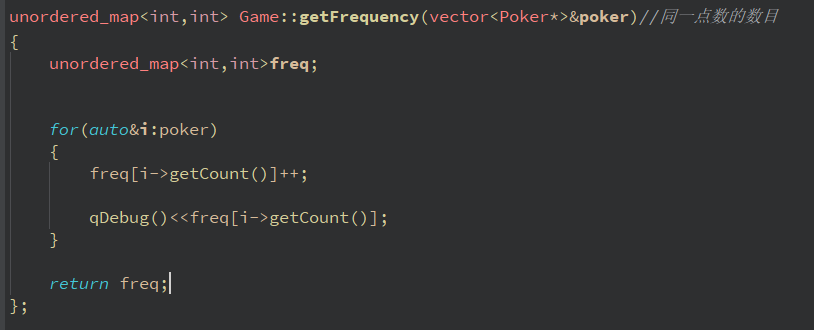 unordered_map<int,int> Game::getFrequency(vector<Poker*>&poker)//同一点数的数目
{
unordered_map<int,int>freq;
for(auto&i:poker)
{
freq[i->getCount()]++;
qDebug()<<freq[i->getCount()];
}
return freq;
};